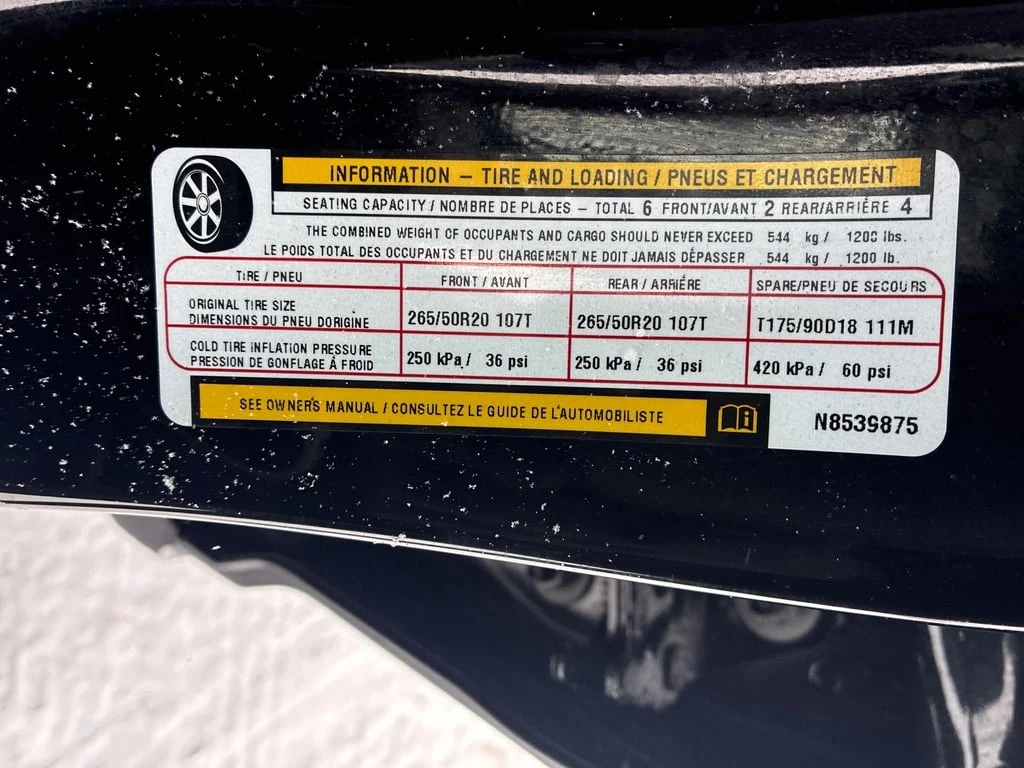 INFORMATION – TIRE AND LOADING / PNEUS ET CHARGEMENT
SEATING CAPACITY / NOMBRE DE PLACES – TOTAL 6 FRONT/AVANT 2 REAR/ARRIÈRE 4
THE COMBINED WEIGHT OF OCCUPANTS AND CARGO SHOULD NEVER EXCEED 544 kg / 1200 lbs.
LE POIDS TOTAL DES OCCUPANTS ET DU CHARGEMENT NE DOIT JAMAIS DÉPASSER 544 kg / 1200 lb.
TIRE / PNEU FRONT / AVANT REAR / ARRIÉRE SPARE/PNEU DE SECOURS
ORIGINAL TIRE SIZE
DIMENSIONS DU PNEU DORIGINE 265/50R20 107T 265/50R20 107T T175/90D18 111M
COLD TIRE INFLATION PRESSURE
PRESSION DE GONFLAGE À FROID 250 kPa / 36 psi 250 kPa / 36 psi 420 kPa / 60 psi
SEE OWNER'S MANUAL / CONSULTEZ LE GUIDE DE L'AUTOMOBILISTE
N8539875